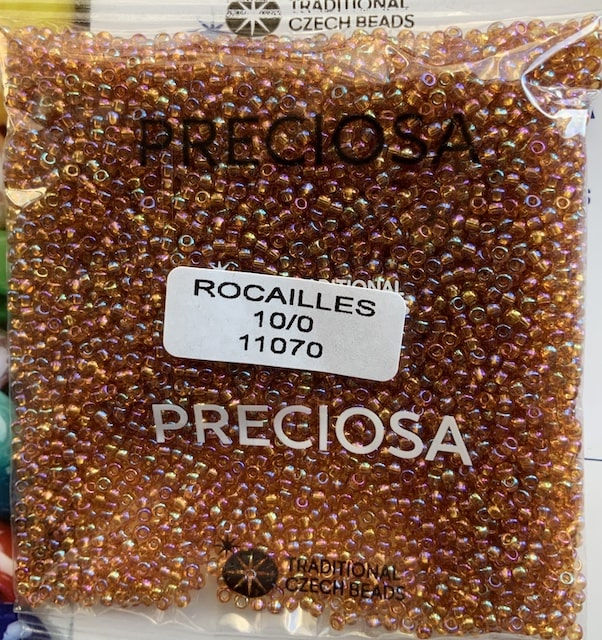 TRADITIONAL
CZECH BEADS
PRECIOSA
ROCAILLES
10/0
11070
PRECIOSA
TRADITIONAL
CZECH BEADS